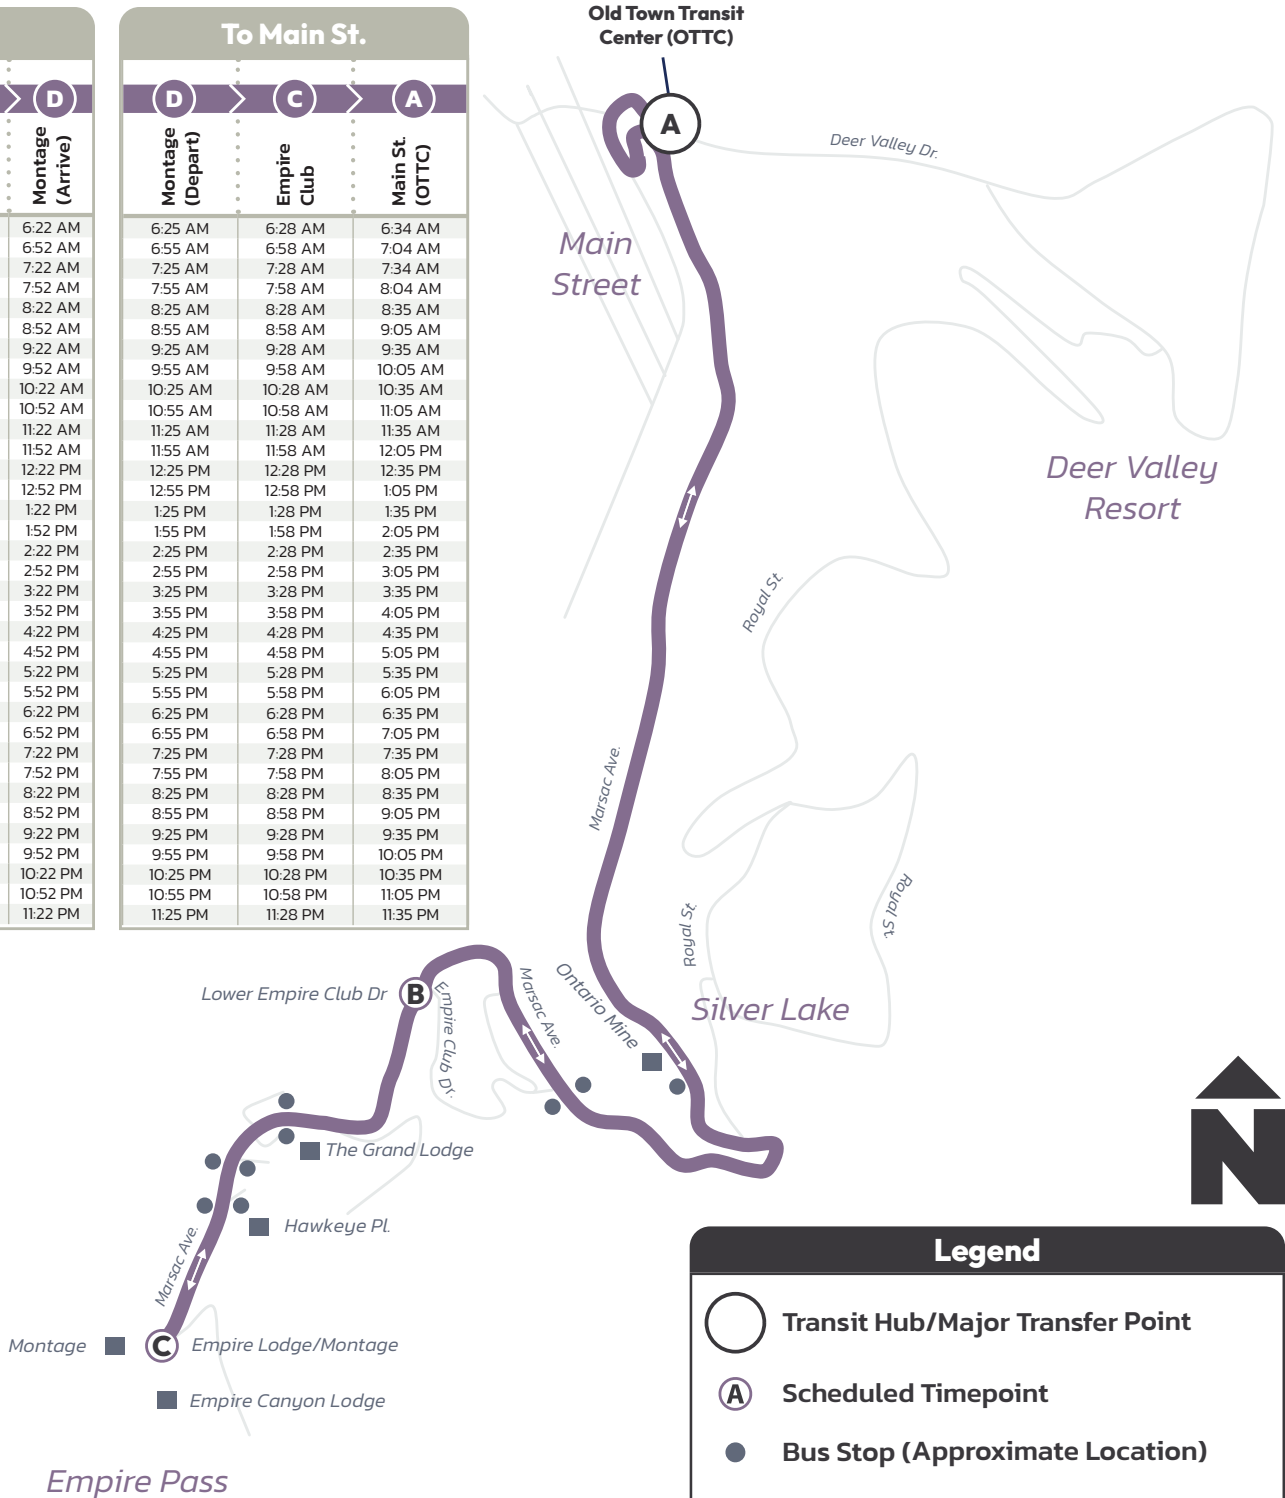 To Main St.
D
D
C
A
Montage
(Arrive)
Montage
(Depart)
Empire
Club
Main St.
(OTTC)
6:22 AM 6:25 AM 6:28 AM 6:34 AM
6:52 AM 6:55 AM 6:58 AM 7:04 AM
7:22 AM 7:25 AM 7:28 AM 7:34 AM
7:52 AM 7:55 AM 7:58 AM 8:04 AM
8:22 AM 8:25 AM 8:28 AM 8:35 AM
8:52 AM 8:55 AM 8:58 AM 9:05 AM
9:22 AM 9:25 AM 9:28 AM 9:35 AM
9:52 AM 9:55 AM 9:58 AM 10:05 AM
10:22 AM 10:25 AM 10:28 AM 10:35 AM
10:52 AM 10:55 AM 10:58 AM 11:05 AM
11:22 AM 11:25 AM 11:28 AM 11:35 AM
11:52 AM 11:55 AM 11:58 AM 12:05 PM
12:22 PM 12:25 PM 12:28 PM 12:35 PM
12:52 PM 12:55 PM 12:58 PM 1:05 PM
1:22 PM 1:25 PM 1:28 PM 1:35 PM
1:52 PM 1:55 PM 1:58 PM 2:05 PM
2:22 PM 2:25 PM 2:28 PM 2:35 PM
2:52 PM 2:55 PM 2:58 PM 3:05 PM
3:22 PM 3:25 PM 3:28 PM 3:35 PM
3:52 PM 3:55 PM 3:58 PM 4:05 PM
4:22 PM 4:25 PM 4:28 PM 4:35 PM
4:52 PM 4:55 PM 4:58 PM 5:05 PM
5:22 PM 5:25 PM 5:28 PM 5:35 PM
5:52 PM 5:55 PM 5:58 PM 6:05 PM
6:22 PM 6:25 PM 6:28 PM 6:35 PM
6:52 PM 6:55 PM 6:58 PM 7:05 PM
7:22 PM 7:25 PM 7:28 PM 7:35 PM
7:52 PM 7:55 PM 7:58 PM 8:05 PM
8:22 PM 8:25 PM 8:28 PM 8:35 PM
8:52 PM 8:55 PM 8:58 PM 9:05 PM
9:22 PM 9:25 PM 9:28 PM 9:35 PM
9:52 PM 9:55 PM 9:58 PM 10:05 PM
10:22 PM 10:25 PM 10:28 PM 10:35 PM
10:52 PM 10:55 PM 10:58 PM 11:05 PM
11:22 PM 11:25 PM 11:28 PM 11:35 PM
Old Town Transit
Center (OTTC)
A
Deer Valley Dr.
Main
Street
Deer Valley
Resort
Royal St.
Marsac Ave.
Royal St.
Royal St.
Lower Empire Club Dr
B
Empire Club Dr.
Marsac Ave.
Ontario Mine
Silver Lake
The Grand Lodge
Hawkeye Pl.
Marsac Ave.
Montage
C
Empire Lodge/Montage
Empire Canyon Lodge
Empire Pass
N
Legend
Transit Hub/Major Transfer Point
A
Scheduled Timepoint
Bus Stop (Approximate Location)